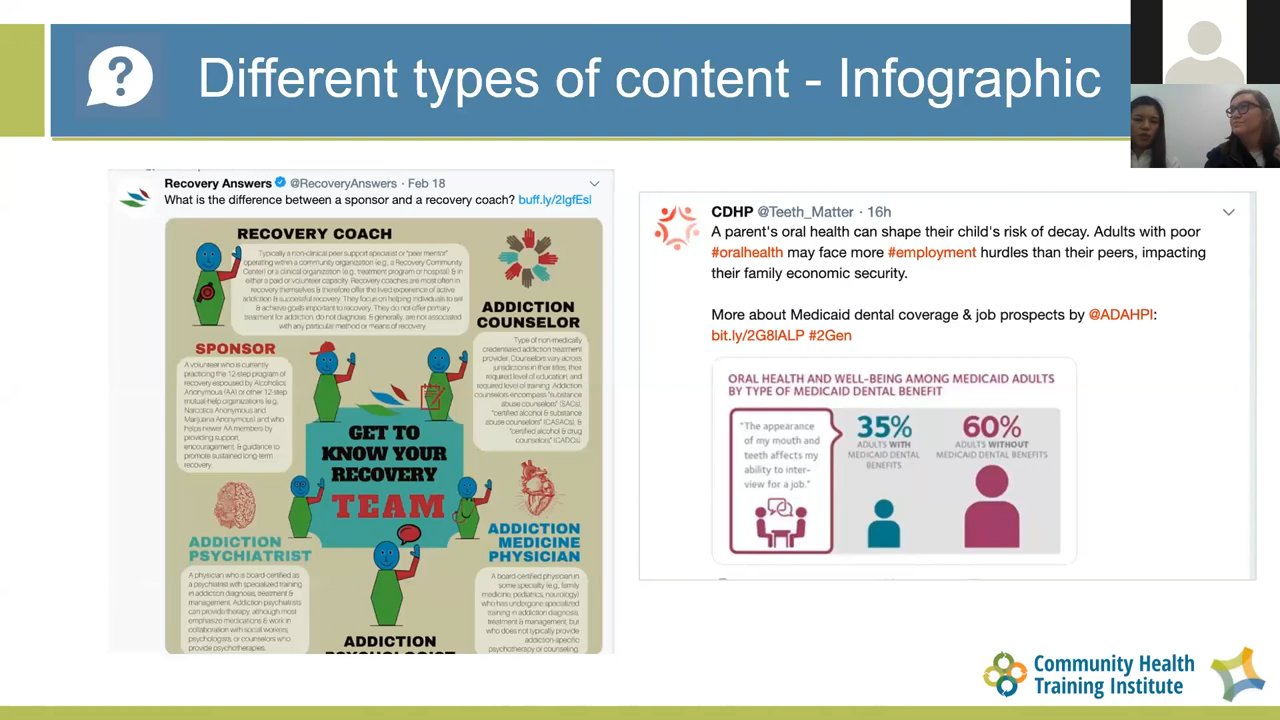 Different types of content - Infographic
Recovery Answers @RecoveryAnswers · Feb 18
What is the difference between a sponsor and a recovery coach? buff.ly/2IgfEsl
RECOVERY COACH
Typically a non-clinical peer support specialist or "peer mentor"
operating within a community organization (e.g., a Recovery Community
Center) or a clinical organization (e.g., treatment program or hospital) & in
either a paid or volunteer capacity. Recovery coaches are most often in
recovery themselves & therefore offer the lived experience of active
addiction & successful recovery. They focus on helping individuals to set
& achieve goals important to recovery. They do not offer primary
treatment for addiction, do not diagnose, & generally, are not associated
with any particular method or means of recovery.
ADDICTION
COUNSELOR
Type of non-medically
credentialed addiction treatment
provider. Counselors vary across
jurisdictions in their titles, their
required level of education, and
required level of training. Addiction
counselors encompass "substance
abuse counselors" (SACs),
"certified alcohol & substance
abuse counselors" (CASACs), &
"certified alcohol & drug
counselors" (CADCs).
SPONSOR
A volunteer who is currently
practicing the 12-step program of
recovery espoused by Alcoholics
Anonymous (AA) or other 12-step
mutual-help organizations (e.g.,
Narcotics Anonymous and
Marijuana Anonymous) and who
helps newer AA members by
providing support,
encouragement, & guidance to
promote sustained long-term
recovery.
GET TO
KNOW YOUR
RECOVERY
TEAM
ADDICTION
PSYCHIATRIST
A physician who is board-certified as
a psychiatrist with specialized training
in addiction diagnosis, treatment &
management. Addiction psychiatrists
can provide therapy, although most
emphasize medications & work in
collaboration with social workers,
psychologists, or counselors who
provide psychotherapies.
ADDICTION
MEDICINE
PHYSICIAN
A board-certified physician in
some specialty (e.g., family
medicine, pediatrics, neurology)
who has undergone specialized
training in addiction diagnosis,
treatment & management, but
who does not typically provide
addiction-specific
psychotherapy or counseling
ADDICTION
PSYCHOLOGIST
CDHP @Teeth_Matter · 16h
A parent's oral health can shape their child's risk of decay. Adults with poor
#oralhealth may face more #employment hurdles than their peers, impacting
their family economic security.
More about Medicaid dental coverage & job prospects by @ADAHPI:
bit.ly/2G8lALP #2Gen
ORAL HEALTH AND WELL-BEING AMONG MEDICAID ADULTS
BY TYPE OF MEDICAID DENTAL BENEFIT
"The appearance
of my mouth and
teeth affects my
ability to inter-
view for a job."
35%
ADULTS WITH
MEDICAID DENTAL
BENEFITS
60%
ADULTS WITHOUT
MEDICAID DENTAL BENEFITS
Community Health
Training Institute